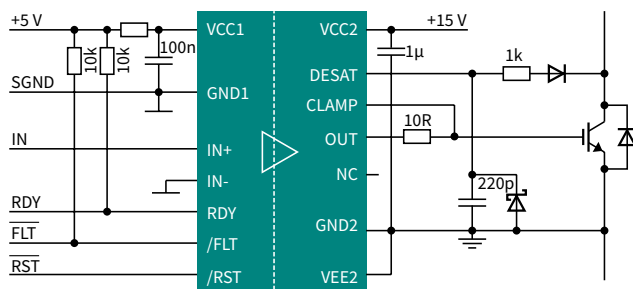 +5 V
10k
10k
100n
SGND
IN
RDY
FLT
RST
VCC1
GND1
IN+
IN-
RDY
/FLT
/RST
VCC2
DESAT
CLAMP
OUT
NC
GND2
VEE2
+15 V
1µ
1k
10R
220p